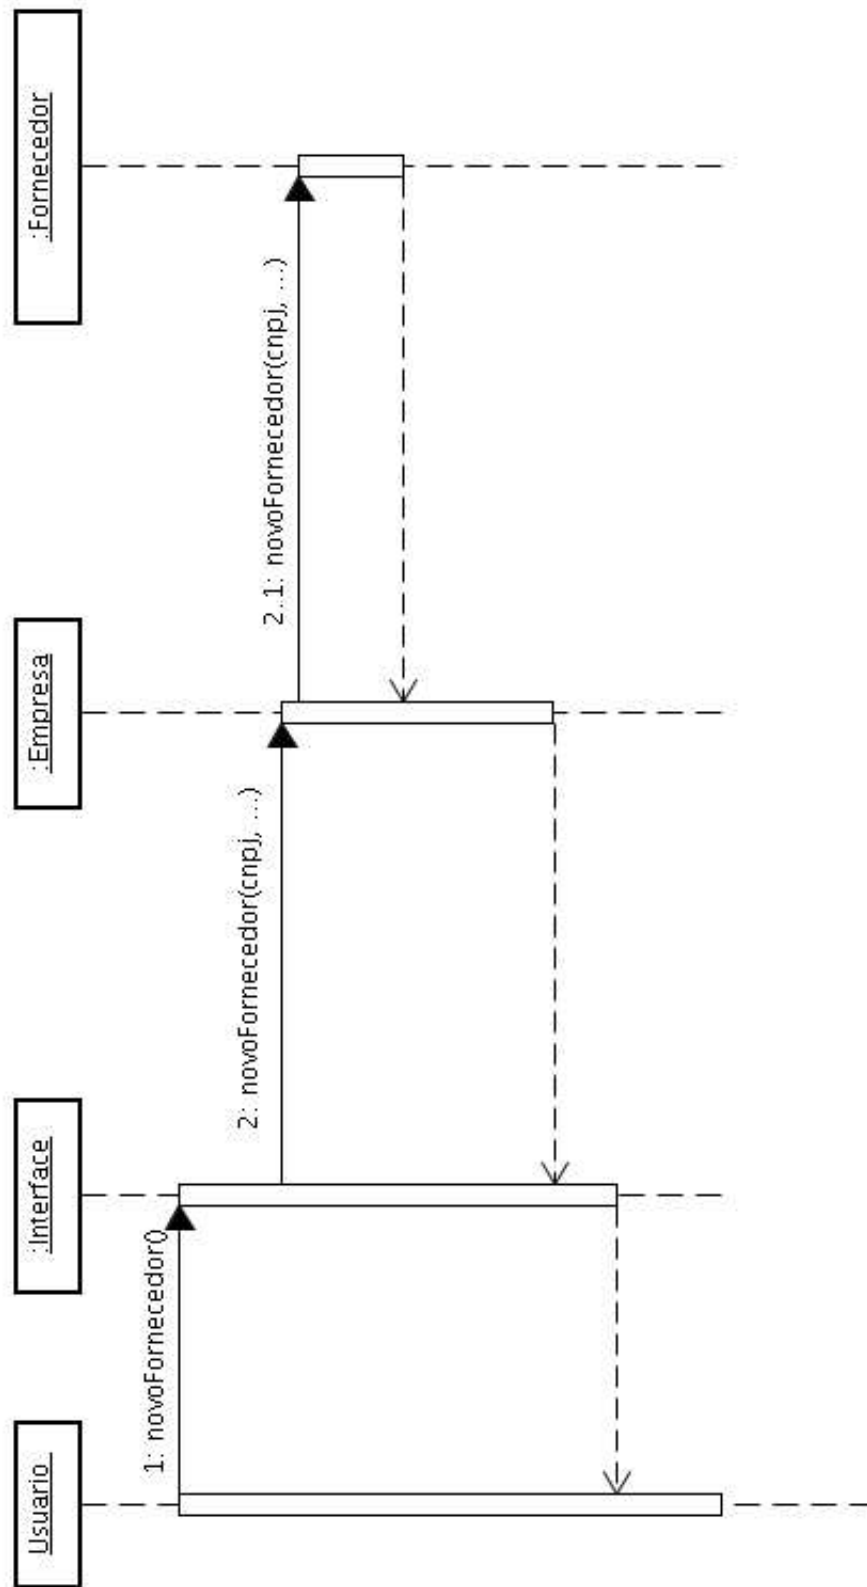 Usuario
:Interface
:Empresa
:Fornecedor
1: novoFornecedor()
2: novoFornecedor(cnpj, ...)
2.1: novoFornecedor(cnpj, ...)